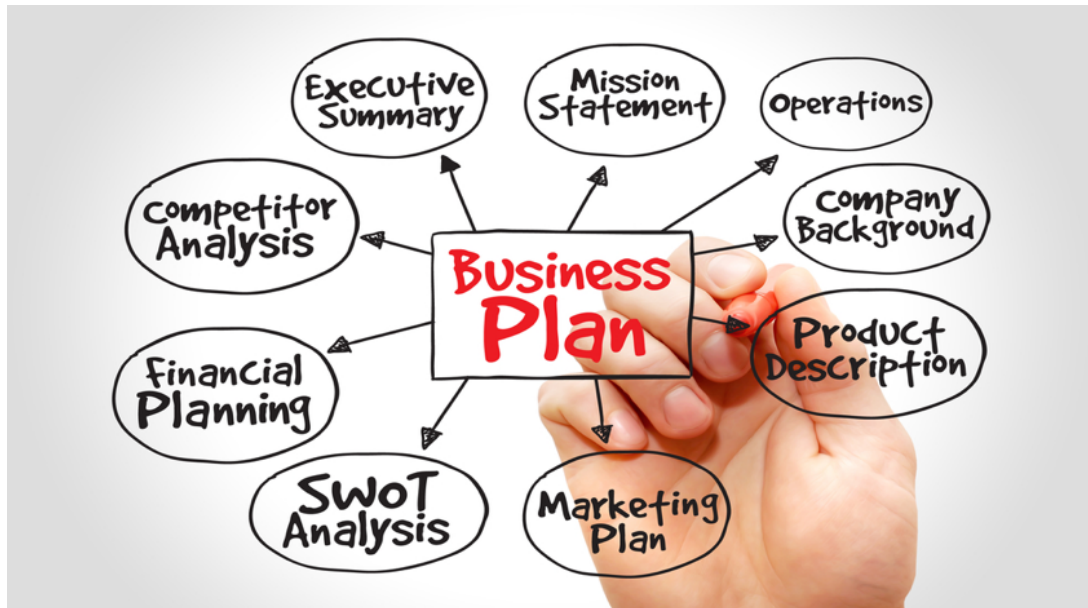 Executive
Summary
Mission
Statement
Operations
Competitor
Analysis
Company
Background
Business
Plan
Product
Description
Financial
Planning
SWOT
Analysis
Marketing
Plan